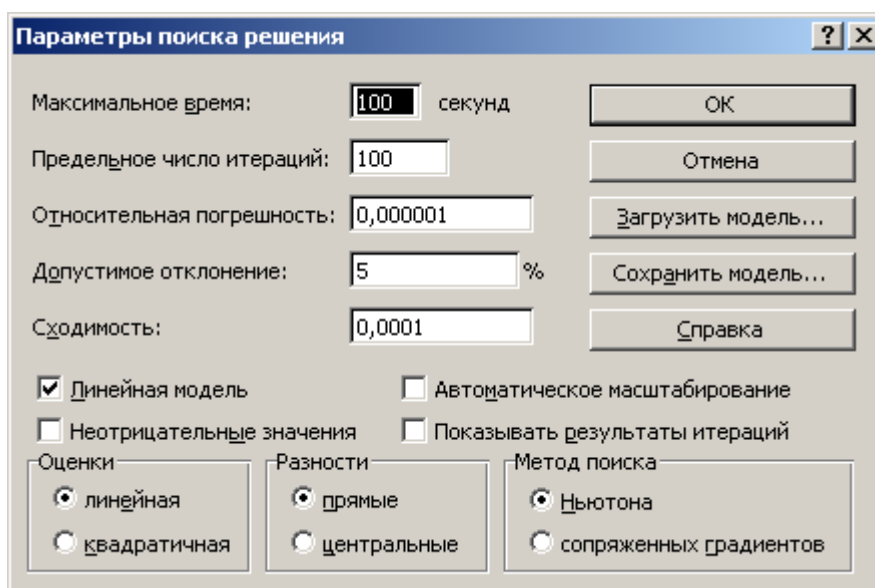 Параметры поиска решения
Максимальное время: 100 секунд OK
Предельное число итераций: 100 Отмена
Относительная погрешность: 0,000001 Загрузить модель...
Допустимое отклонение: 5 % Сохранить модель...
Сходимость: 0,0001 Справка
Линейная модель Автоматическое масштабирование
Неотрицательные значения Показывать результаты итераций
Оценки Разности Метод поиска
линейная прямые Ньютона
квадратичная центральные сопряженных градиентов